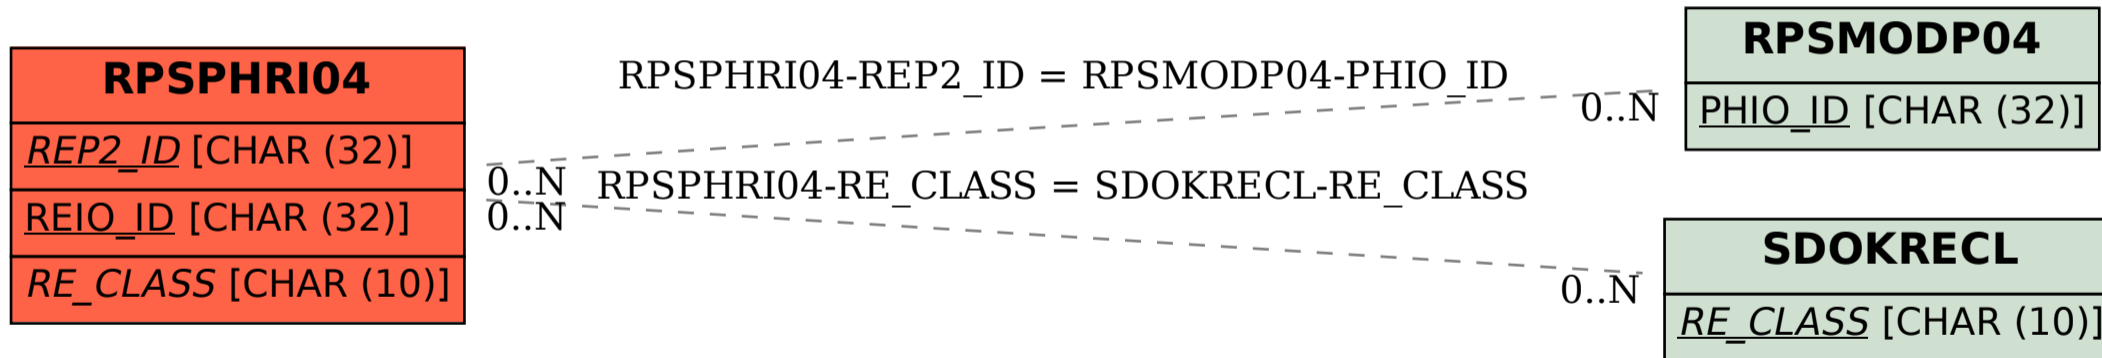 RPSPHRI04
REP2_ID [CHAR (32)]
REIO_ID [CHAR (32)]
RE_CLASS [CHAR (10)]
RPSPHRI04-REP2_ID = RPSMODP04-PHIO_ID
0..N
0..N
RPSPHRI04-RE_CLASS = SDOKRECL-RE_CLASS
0..N
0..N
RPSMODP04
PHIO_ID [CHAR (32)]
SDOKRECL
RE_CLASS [CHAR (10)]